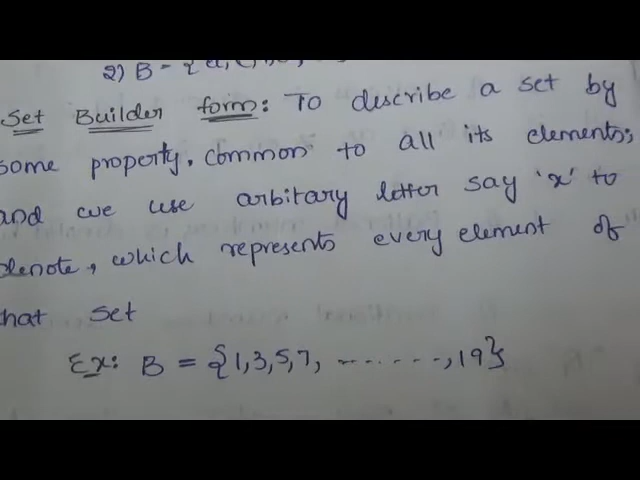 2) B = {
Set Builder form: To describe a set by
some property, common to all its elements;
and we use arbitary letter say 'x' to
denote, which represents every element of
that set
Ex: B = {1,3,5,7, ........,19}